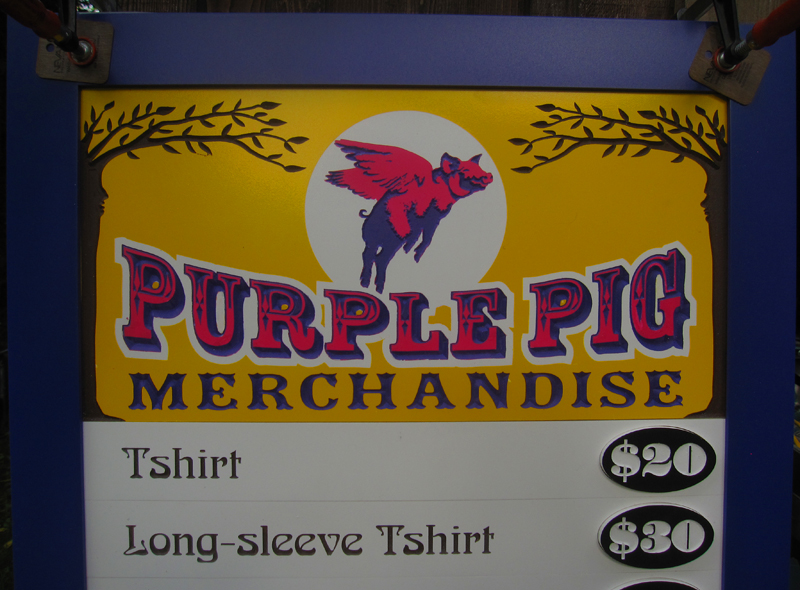 PURPLE PIG
MERCHANDISE
Tshirt $20
Long-sleeve Tshirt $30